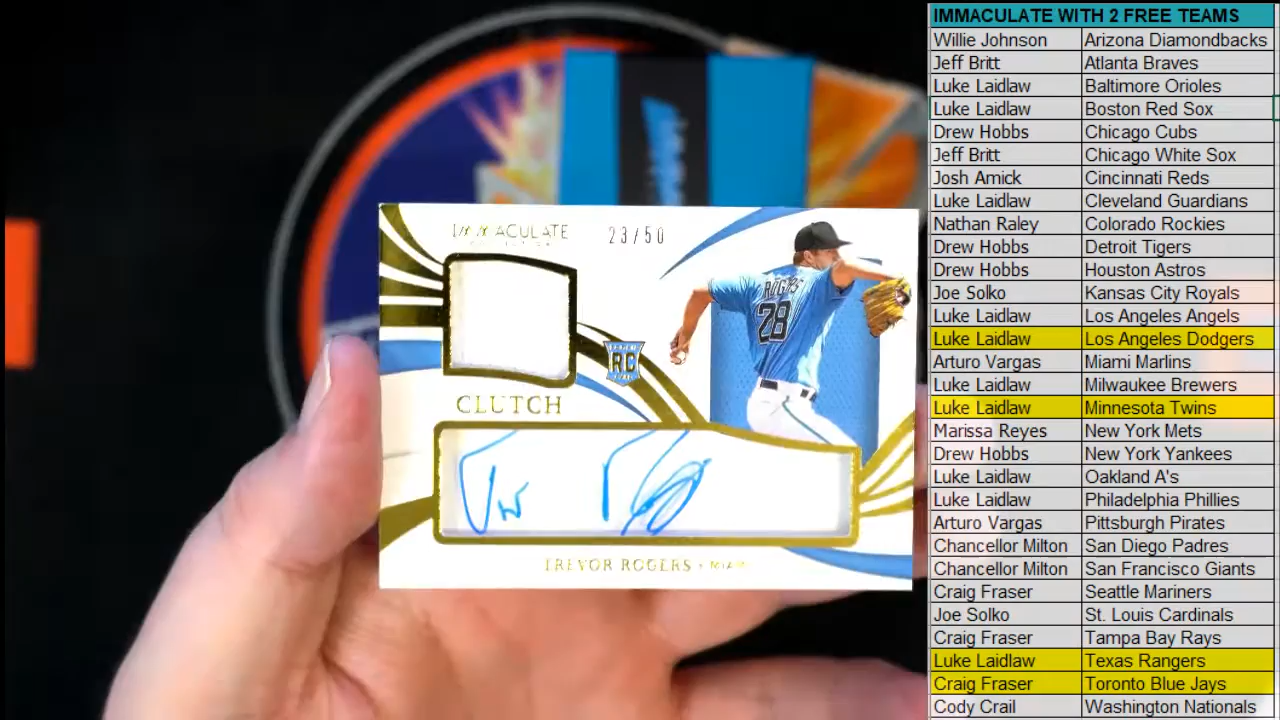 IMMACULATE
COLLECTION
23/50
ROGERS
28
RC
CLUTCH
TREVOR ROGERS • MIAMI
IMMACULATE WITH 2 FREE TEAMS
Willie Johnson Arizona Diamondbacks
Jeff Britt Atlanta Braves
Luke Laidlaw Baltimore Orioles
Luke Laidlaw Boston Red Sox
Drew Hobbs Chicago Cubs
Jeff Britt Chicago White Sox
Josh Amick Cincinnati Reds
Luke Laidlaw Cleveland Guardians
Nathan Raley Colorado Rockies
Drew Hobbs Detroit Tigers
Drew Hobbs Houston Astros
Joe Solko Kansas City Royals
Luke Laidlaw Los Angeles Angels
Luke Laidlaw Los Angeles Dodgers
Arturo Vargas Miami Marlins
Luke Laidlaw Milwaukee Brewers
Luke Laidlaw Minnesota Twins
Marissa Reyes New York Mets
Drew Hobbs New York Yankees
Luke Laidlaw Oakland A's
Luke Laidlaw Philadelphia Phillies
Arturo Vargas Pittsburgh Pirates
Chancellor Milton San Diego Padres
Chancellor Milton San Francisco Giants
Craig Fraser Seattle Mariners
Joe Solko St. Louis Cardinals
Craig Fraser Tampa Bay Rays
Luke Laidlaw Texas Rangers
Craig Fraser Toronto Blue Jays
Cody Crail Washington Nationals